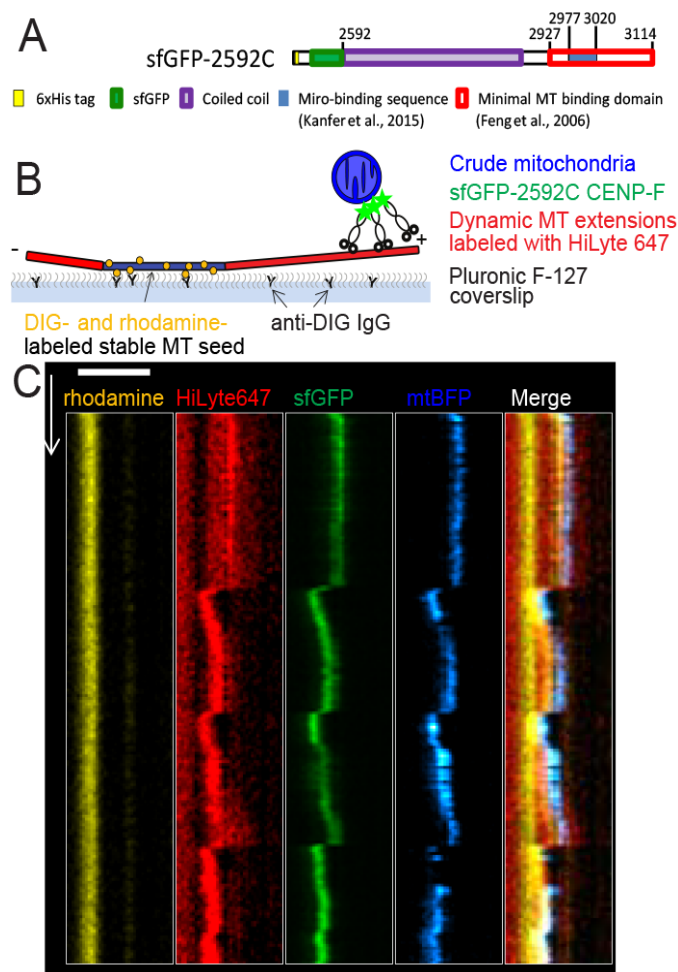 A
2977 3020
2592 2927 3114
sfGFP-2592C
6xHis tag sfGFP Coiled coil Miro-binding sequence Minimal MT binding domain
(Kanfer et al., 2015) (Feng et al., 2006)
B
Crude mitochondria
sfGFP-2592C CENP-F
Dynamic MT extensions
labeled with HiLyte 647
- +
Pluronic F-127
coverslip
DIG- and rhodamine- anti-DIG IgG
labeled stable MT seed
C
rhodamine HiLyte647 sfGFP mtBFP Merge